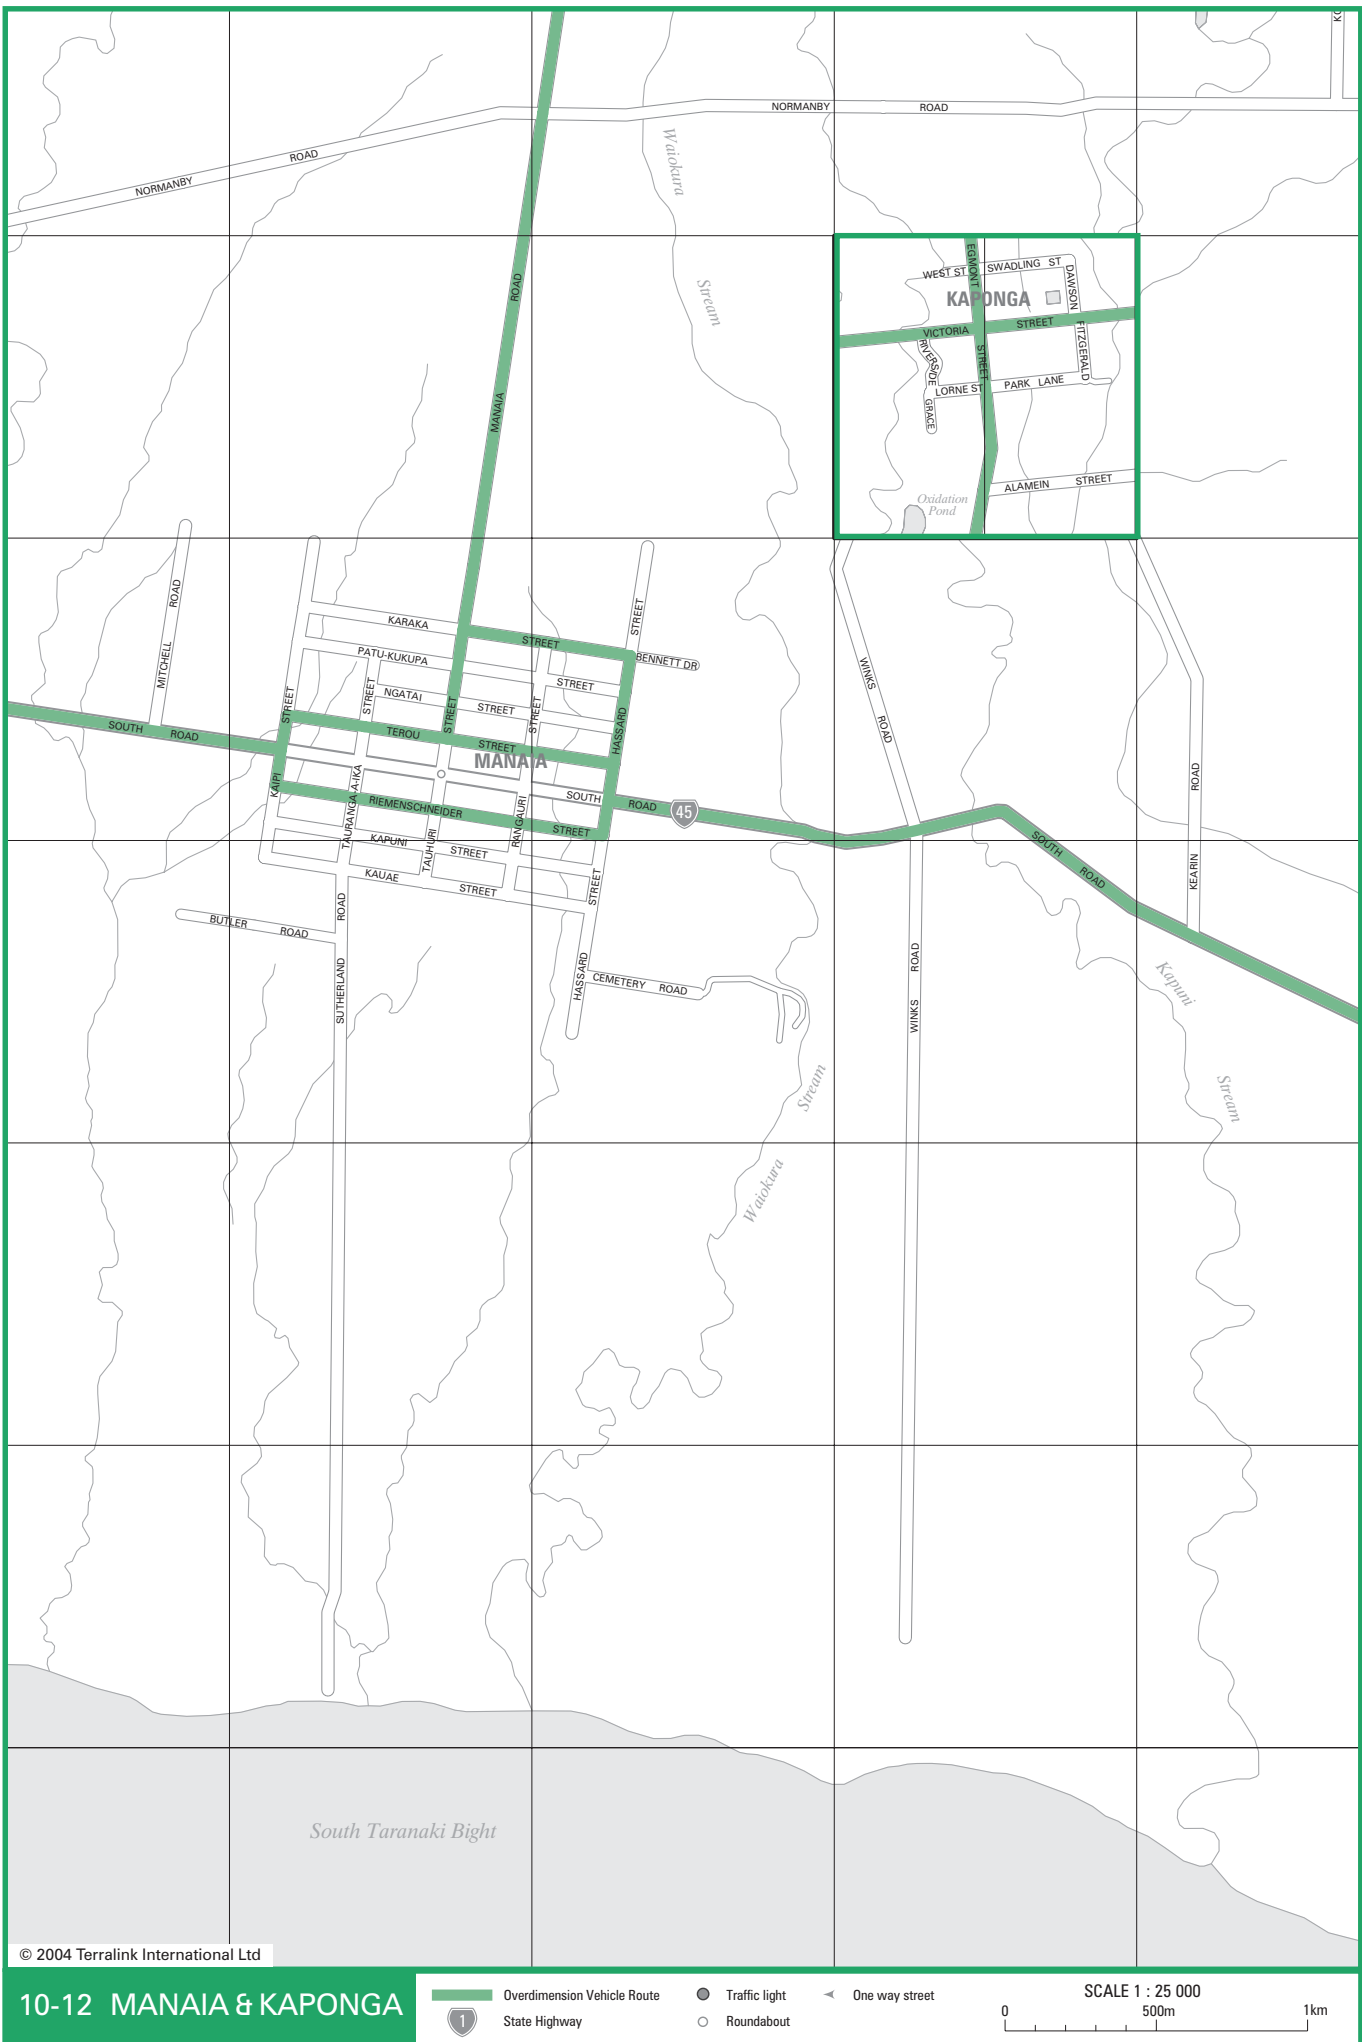 KO
NORMANBY ROAD
ROAD
NORMANBY
Waiokura
Stream
ROAD
MANAIA
EGMONT
WEST ST
SWADLING ST
DAWSON
KAPONGA
VICTORIA STREET
STREET
FITZGERALD
RIVERSIDE
LORNE ST
PARK LANE
GRACE
ALAMEIN STREET
Oxidation
Pond
MITCHELL ROAD
KARAKA STREET
STREET
BENNETT DR
PATU-KUKUPA STREET
NGATAI STREET
STREET
STREET
STREET
STREET
HASSARD
WINKS ROAD
SOUTH ROAD
TEROU STREET
MANAIA
KAIPI
TAURANGA-A-IKA
RIEMENSCHNEIDER STREET
SOUTH ROAD
45
RANGAURI
TAUHURI
KAPUNI STREET
KAUAE STREET
STREET
SOUTH ROAD
KEARIN ROAD
BUTLER ROAD
SUTHERLAND ROAD
HASSARD
CEMETERY ROAD
WINKS ROAD
Kapuni
Stream
Stream
Waiokura
South Taranaki Bight
© 2004 Terralink International Ltd
10-12 MANAIA & KAPONGA
Overdimension Vehicle Route
Traffic light
One way street
1
State Highway
Roundabout
SCALE 1 : 25 000
0 500m 1km